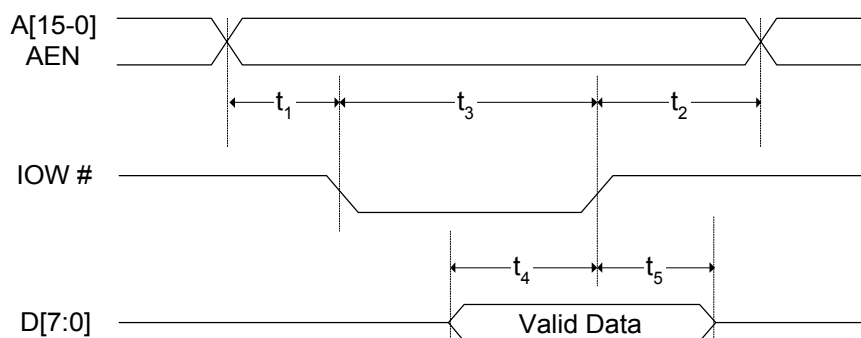 A[15-0]
AEN
t1 t3 t2
IOW #
t4 t5
D[7:0] Valid Data